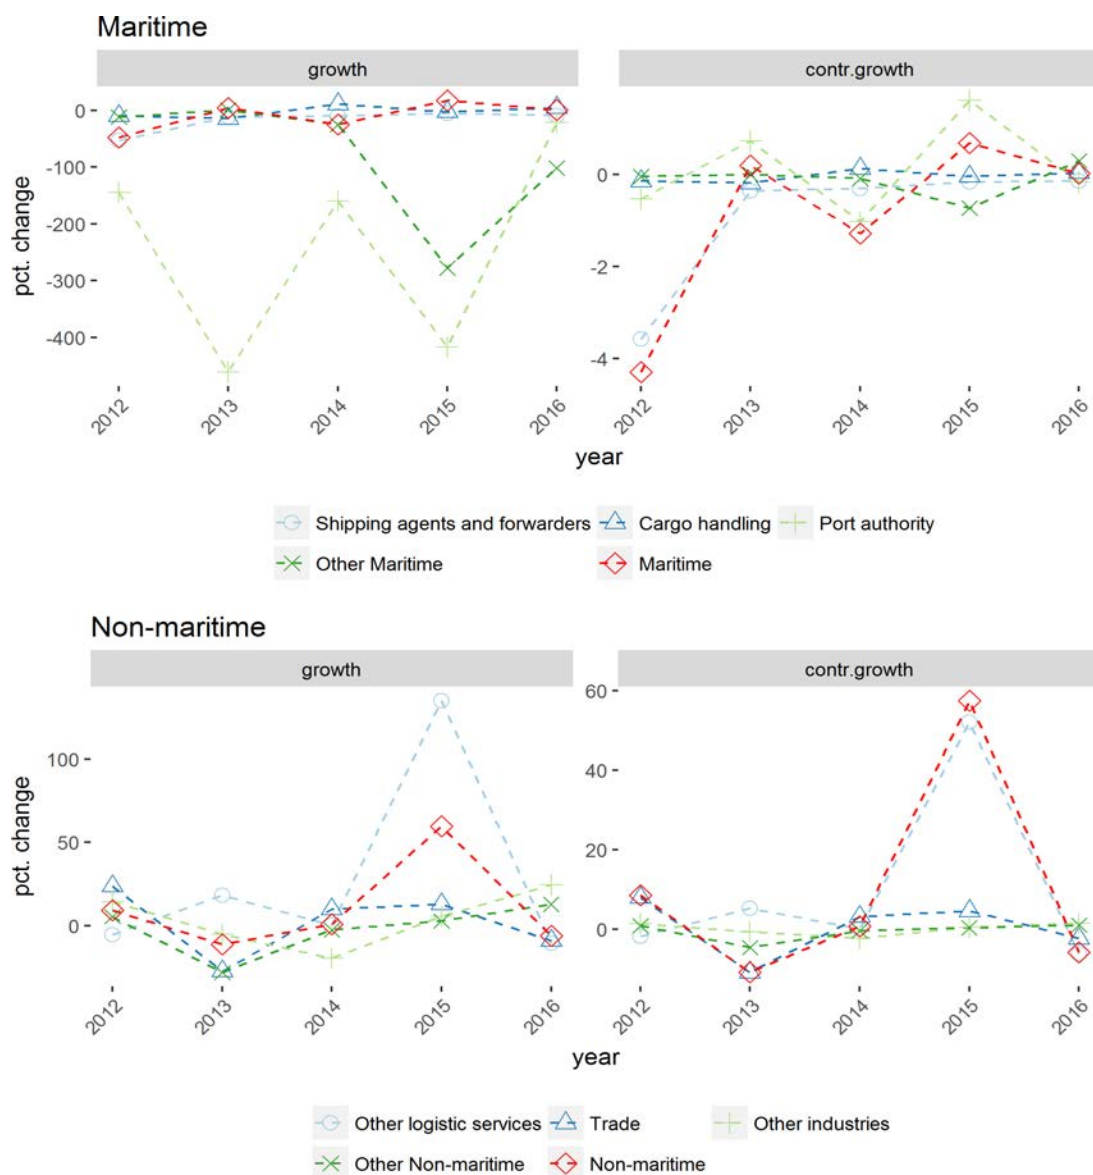 Maritime
growth
contr.growth
pct. change
0
-100
-200
-300
-400
0
-2
-4
2012
2013
2014
2015
2016
2012
2013
2014
2015
2016
year
Shipping agents and forwarders
Cargo handling
Port authority
Other Maritime
Maritime
Non-maritime
growth
contr.growth
pct. change
100
50
0
60
40
20
0
2012
2013
2014
2015
2016
2012
2013
2014
2015
2016
year
Other logistic services
Trade
Other industries
Other Non-maritime
Non-maritime